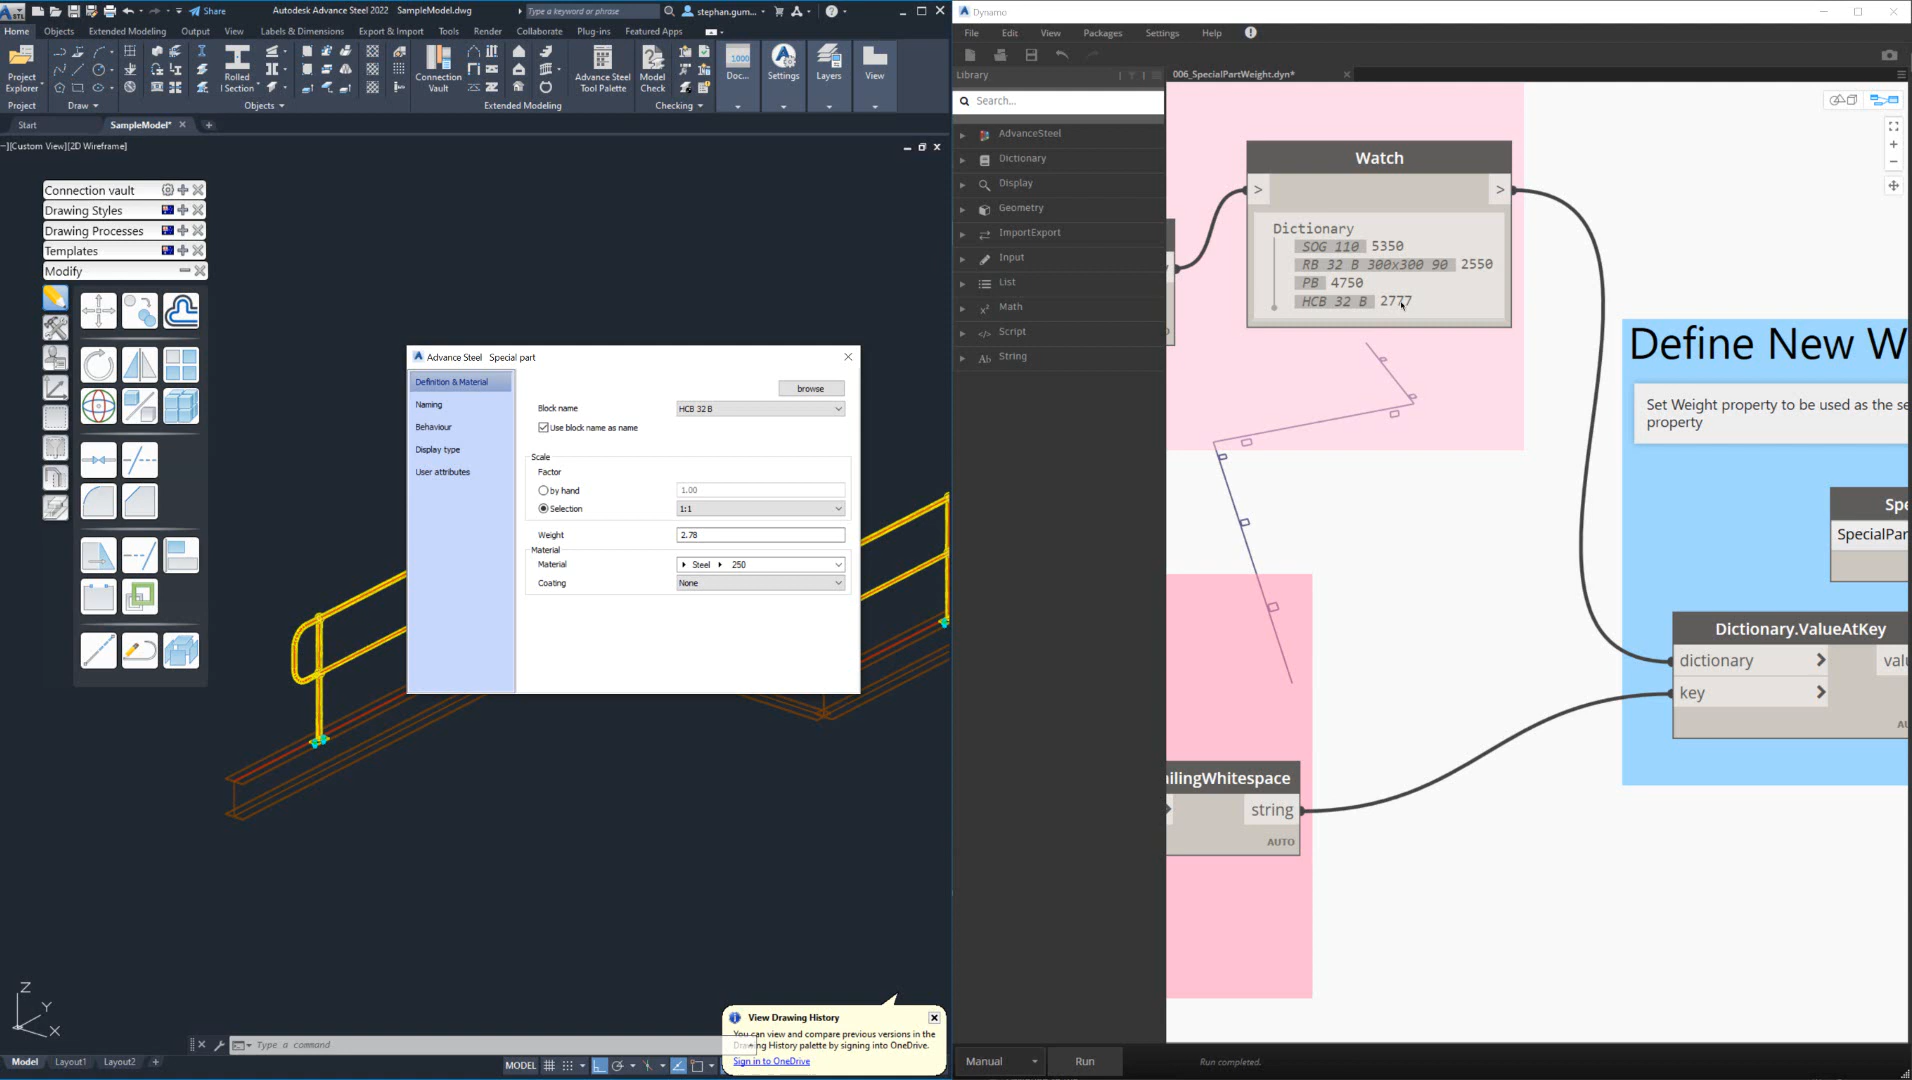 Share
Autodesk Advance Steel 2022 SampleModel.dwg
Type a keyword or phrase
stephan.gum...
Home
Objects
Extended Modeling
Output
View
Labels & Dimensions
Export & Import
Tools
Render
Collaborate
Plug-ins
Featured Apps
Project
Explorer
Rolled
I Section
Connection
Vault
Advance Steel
Tool Palette
Model
Check
Doc...
Settings
Layers
View
Project
Draw
Objects
Extended Modeling
Checking
Start
SampleModel*
[Custom View][2D Wireframe]
Connection vault
Drawing Styles
Drawing Processes
Templates
Modify
Advance Steel Special part
Definition & Material
Naming
Behaviour
Display type
User attributes
browse
Block name
HCB 32 B
Use block name as name
Scale
Factor
by hand
1.00
Selection
1:1
Weight
2.78
Material
Material
Steel 250
Coating
None
Z
Y
X
View Drawing History
You can view and compare previous versions in the
Drawing History palette by signing into OneDrive.
Sign in to OneDrive
Type a command
Model
Layout1
Layout2
MODEL
Dynamo
File
Edit
View
Packages
Settings
Help
Library
006_SpecialPartWeight.dyn*
Search...
AdvanceSteel
Dictionary
Display
Geometry
ImportExport
Input
List
Math
Script
String
Watch
>
>
Dictionary
SOG 110 5350
RB 32 B 300x300 90 2550
PB 4750
HCB 32 B 2777
Define New W
Set Weight property to be used as the se
property
Spe
SpecialPar
Dictionary.ValueAtKey
dictionary
valu
key
AU
ilingWhitespace
string
AUTO
Manual
Run
Run completed.